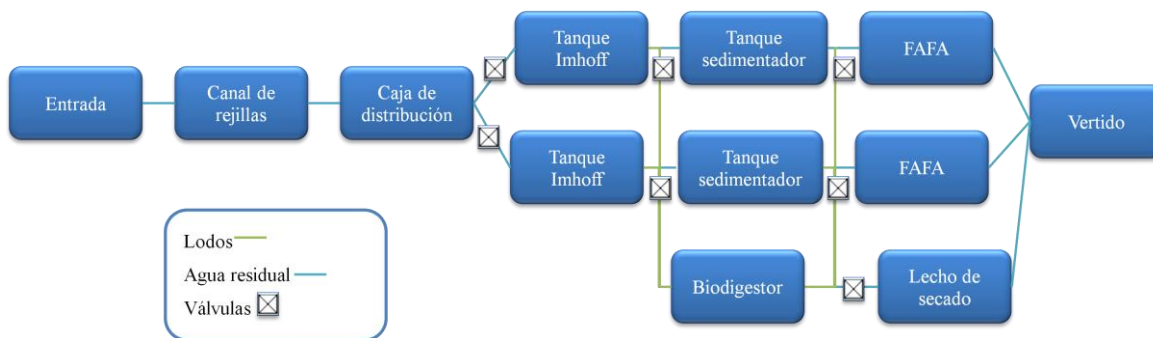 Entrada
Canal de
rejillas
Caja de
distribución
Tanque
Imhoff
Tanque
sedimentador
FAFA
Tanque
Imhoff
Tanque
sedimentador
FAFA
Vertido
Biodigestor
Lecho de
secado
Lodos
Agua residual
Válvulas